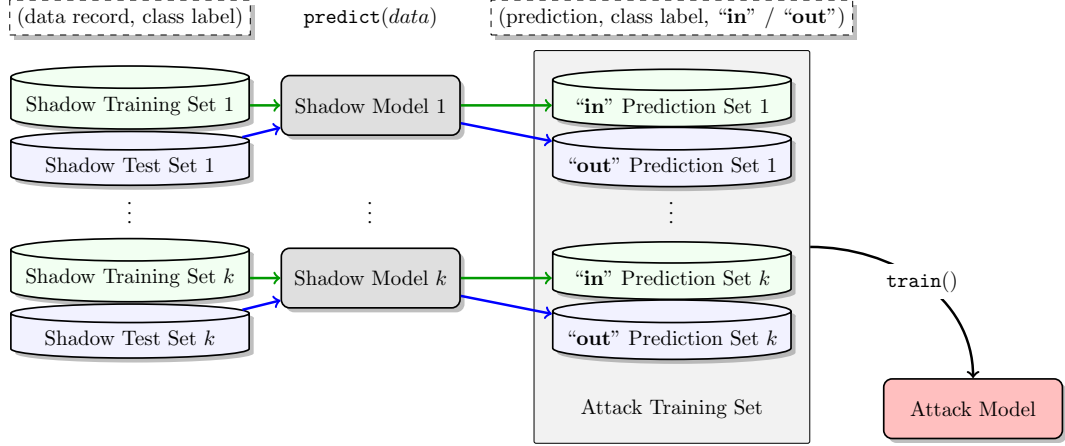 (data record, class label)
predict(data)
(prediction, class label, “in” / “out”)
Shadow Training Set 1
Shadow Model 1
“in” Prediction Set 1
Shadow Test Set 1
“out” Prediction Set 1
⋮
⋮
⋮
Shadow Training Set k
Shadow Model k
“in” Prediction Set k
Shadow Test Set k
“out” Prediction Set k
train()
Attack Training Set
Attack Model